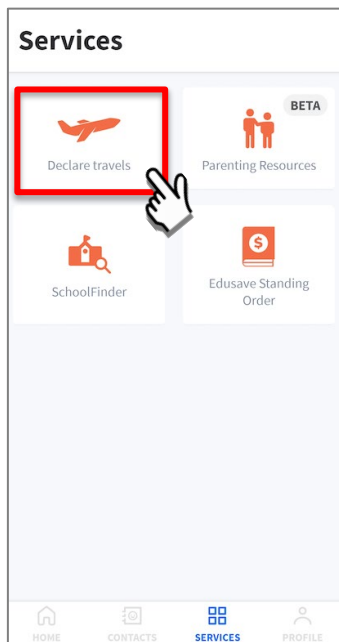 Services
Declare travels
BETA
Parenting Resources
SchoolFinder
$
Edusave Standing
Order
HOME
CONTACTS
SERVICES
PROFILE